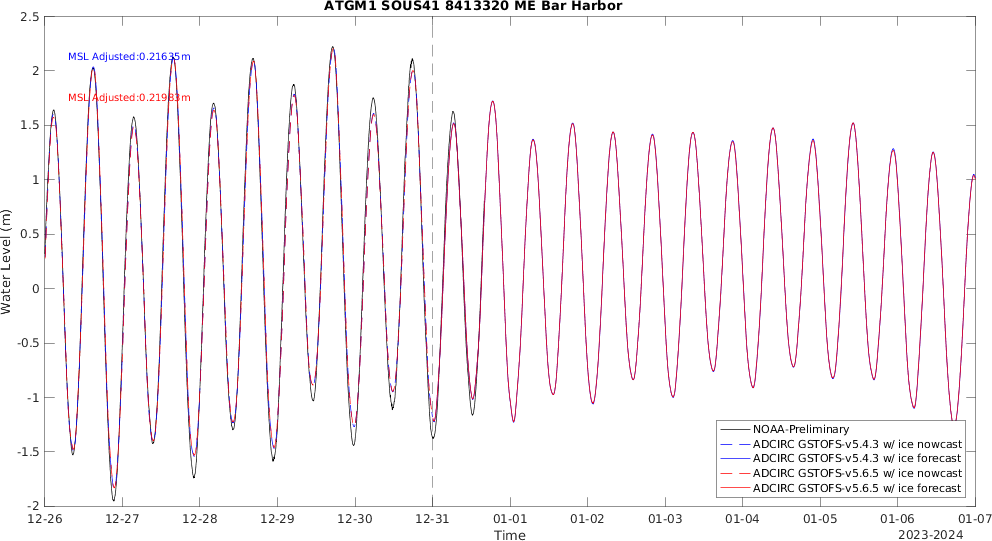 ATGM1 SOUS41 8413320 ME Bar Harbor
2.5
2
1.5
1
0.5
0
-0.5
-1
-1.5
-2
Water Level (m)
MSL Adjusted:0.21635m
MSL Adjusted:0.21983m
NOAA-Preliminary
ADCIRC GSTOFS-v5.4.3 w/ ice nowcast
ADCIRC GSTOFS-v5.4.3 w/ ice forecast
ADCIRC GSTOFS-v5.6.5 w/ ice nowcast
ADCIRC GSTOFS-v5.6.5 w/ ice forecast
12-26 12-27 12-28 12-29 12-30 12-31 01-01 01-02 01-03 01-04 01-05 01-06 01-07
Time
2023-2024